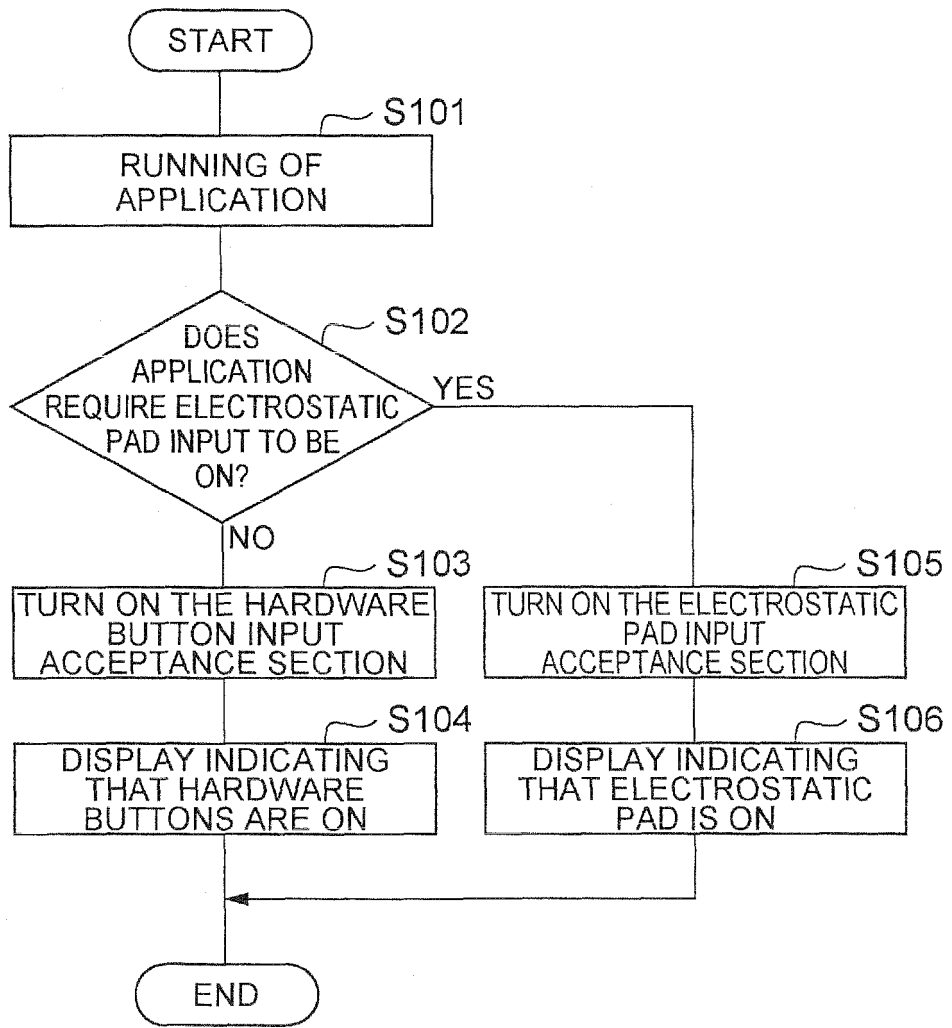 START
S101
RUNNING OF
APPLICATION
S102
DOES
APPLICATION
REQUIRE ELECTROSTATIC
PAD INPUT TO BE
ON?
YES
NO
S103
TURN ON THE HARDWARE
BUTTON INPUT
ACCEPTANCE SECTION
S105
TURN ON THE ELECTROSTATIC
PAD INPUT
ACCEPTANCE SECTION
S104
DISPLAY INDICATING
THAT HARDWARE
BUTTONS ARE ON
S106
DISPLAY INDICATING
THAT ELECTROSTATIC
PAD IS ON
END